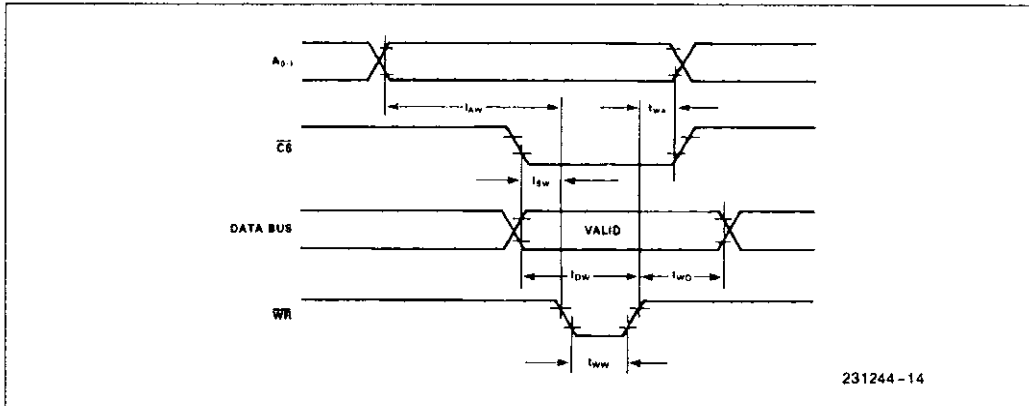 A0-1
tAW
tWA
CS
tSW
DATA BUS
VALID
tDW
tWD
WR
tWW
231244-14